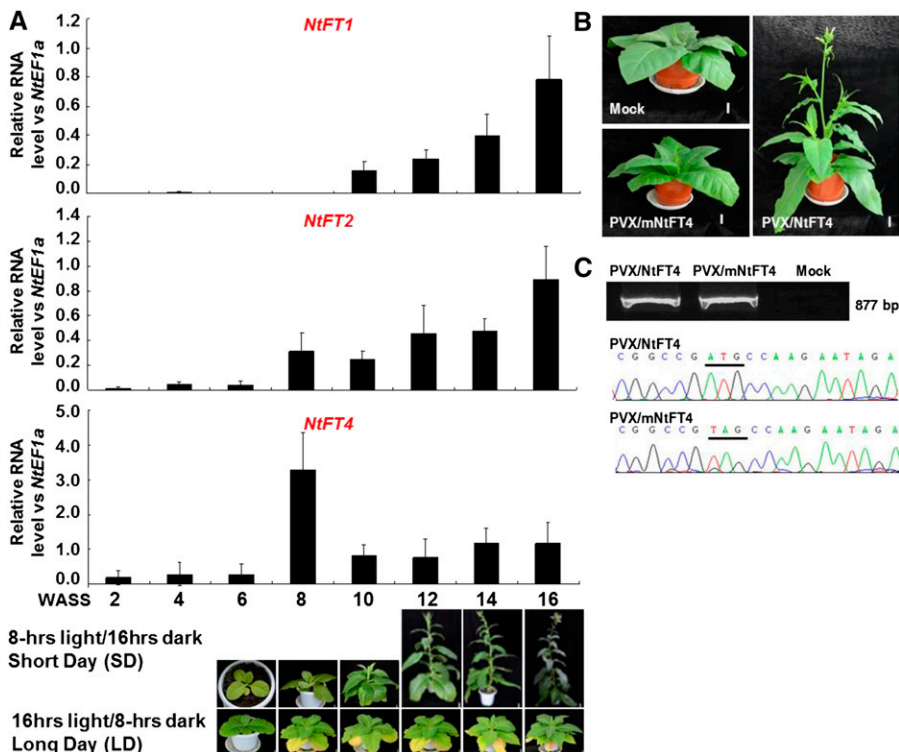 A
NtFT1
Relative RNA
level vs NtEF1a
1.2
1.0
0.8
0.6
0.4
0.2
0.0
NtFT2
Relative RNA
level vs NtEF1a
1.4
1.2
1.0
0.8
0.6
0.4
0.2
0.0
NtFT4
Relative RNA
level vs NtEF1a
5.0
4.0
3.0
2.0
1.0
0.0
WASS 2 4 6 8 10 12 14 16
8-hrs light/16hrs dark
Short Day (SD)
16hrs light/8-hrs dark
Long Day (LD)
B
Mock
PVX/mNtFT4
PVX/NtFT4
C
PVX/NtFT4 PVX/mNtFT4 Mock
877 bp
PVX/NtFT4
C G G C C G A T G C C A A G A A T A G A
PVX/mNtFT4
C G G C C G T A G C C A A G A A T A G A